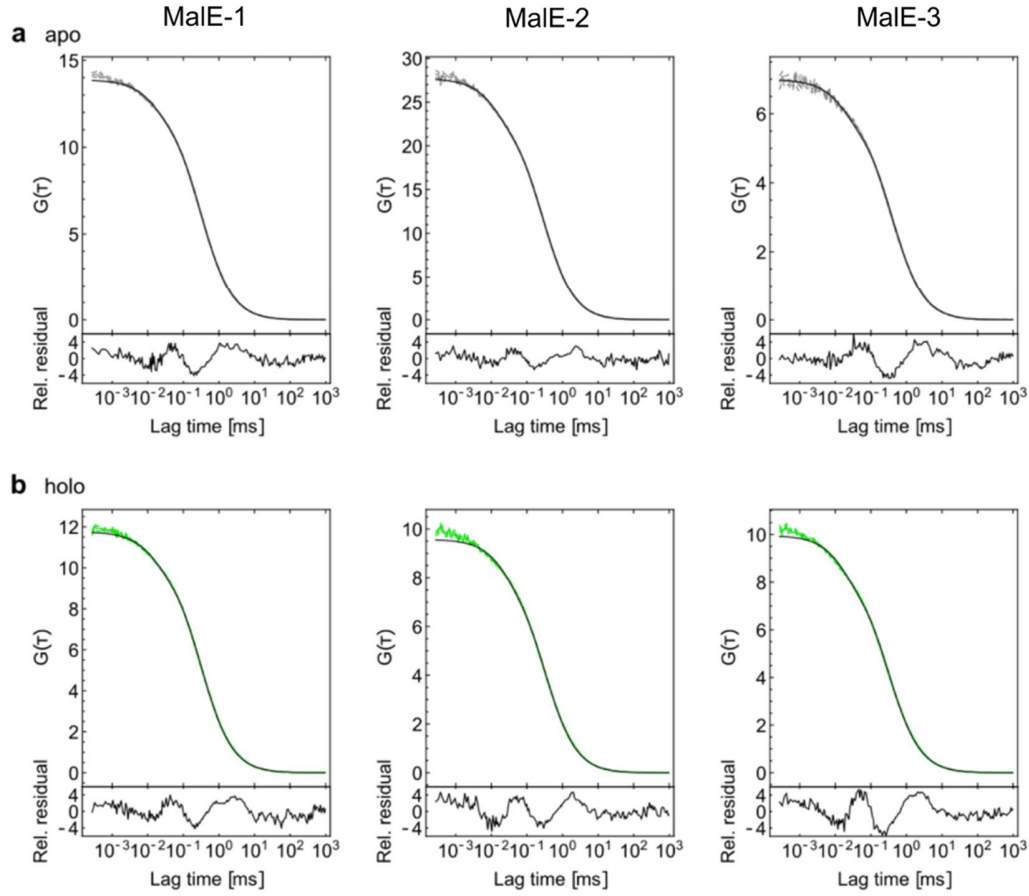 MalE-1 MalE-2 MalE-3
a apo
15 10 5 0
G(τ)
4 0 -4
Rel. residual
10⁻³ 10⁻² 10⁻¹ 10⁰ 10¹ 10² 10³
Lag time [ms]
30 25 20 15 10 5 0
G(τ)
4 0 -4
Rel. residual
10⁻³ 10⁻² 10⁻¹ 10⁰ 10¹ 10² 10³
Lag time [ms]
6 4 2 0
G(τ)
4 0 -4
Rel. residual
10⁻³ 10⁻² 10⁻¹ 10⁰ 10¹ 10² 10³
Lag time [ms]
b holo
12 10 8 6 4 2 0
G(τ)
4 0 -4
Rel. residual
10⁻³ 10⁻² 10⁻¹ 10⁰ 10¹ 10² 10³
Lag time [ms]
10 8 6 4 2 0
G(τ)
4 0 -4
Rel. residual
10⁻³ 10⁻² 10⁻¹ 10⁰ 10¹ 10² 10³
Lag time [ms]
10 8 6 4 2 0
G(τ)
4 0 -4
Rel. residual
10⁻³ 10⁻² 10⁻¹ 10⁰ 10¹ 10² 10³
Lag time [ms]